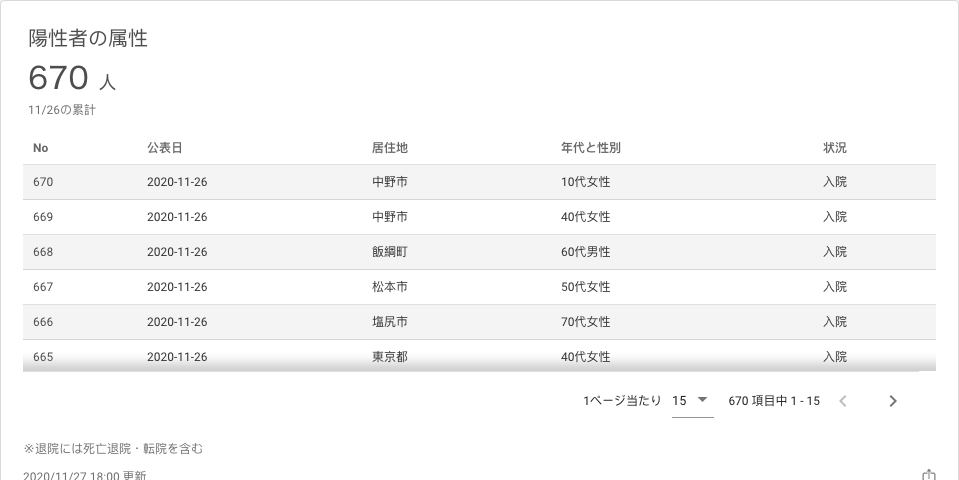 陽性者の属性
670 人
11/26の累計
No 公表日 居住地 年代と性別 状況
670 2020-11-26 中野市 10代女性 入院
669 2020-11-26 中野市 40代女性 入院
668 2020-11-26 飯綱町 60代男性 入院
667 2020-11-26 松本市 50代女性 入院
666 2020-11-26 塩尻市 70代女性 入院
665 2020-11-26 東京都 40代女性 入院
1ページ当たり 15 670 項目中 1 - 15
※退院には死亡退院・転院を含む
2020/11/27 18:00 更新